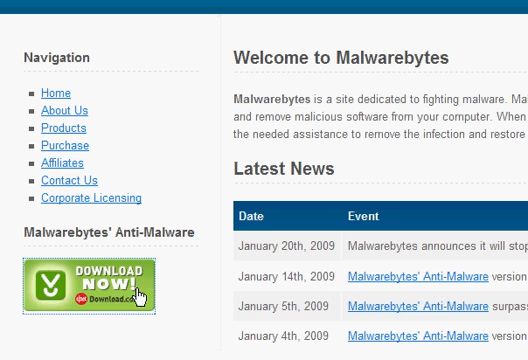 Navigation
Home
About Us
Products
Purchase
Affiliates
Contact Us
Corporate Licensing
Malwarebytes' Anti-Malware
DOWNLOAD
NOW!
cnet Download.co
Welcome to Malwarebytes
Malwarebytes is a site dedicated to fighting malware. Mal
and remove malicious software from your computer. When
the needed assistance to remove the infection and restore
Latest News
Date Event
January 20th, 2009 Malwarebytes announces it will stop
January 14th, 2009 Malwarebytes' Anti-Malware version
January 5th, 2009 Malwarebytes' Anti-Malware surpass
January 4th, 2009 Malwarebytes' Anti-Malware version